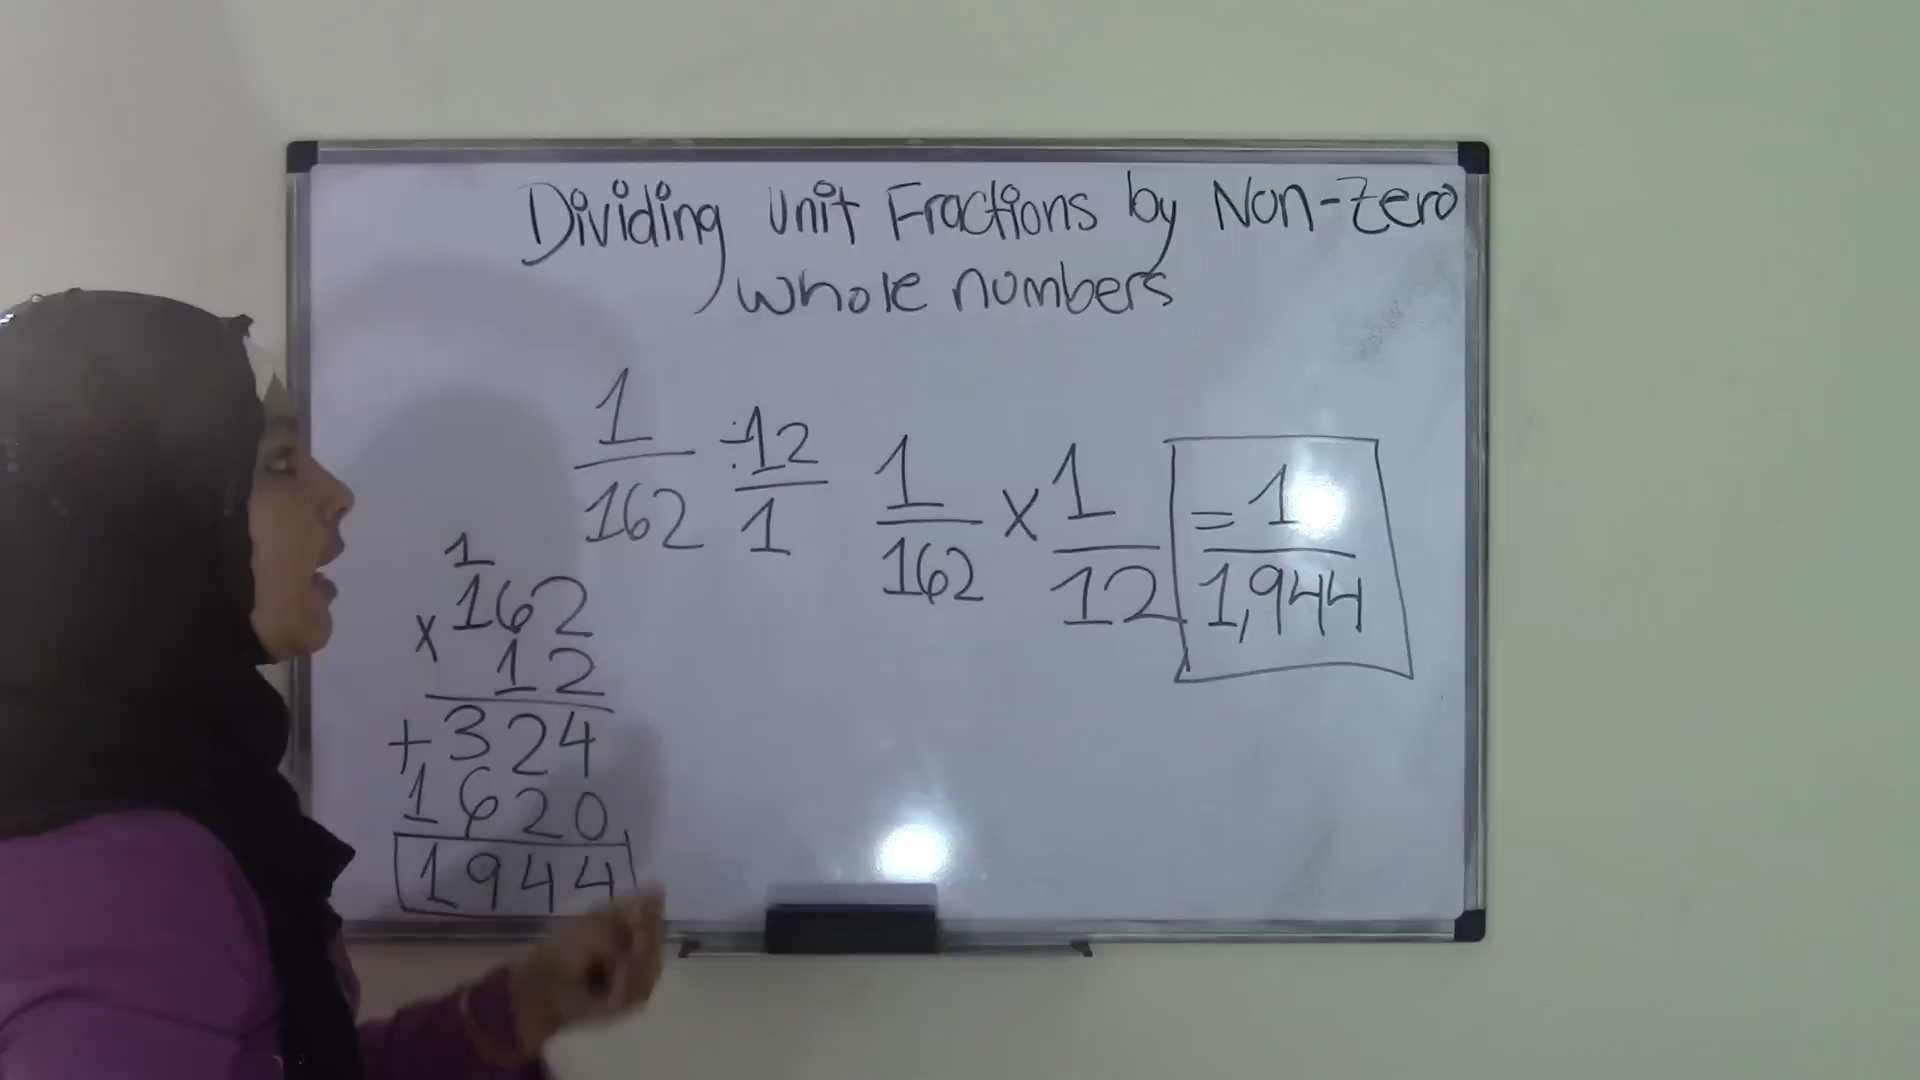 Dividing Unit Fractions by Non-Zero
whole numbers
1/162 ÷ 12/1
1/162 x 1/12 = 1/1,944
1
162
x 12
+324
1620
1944